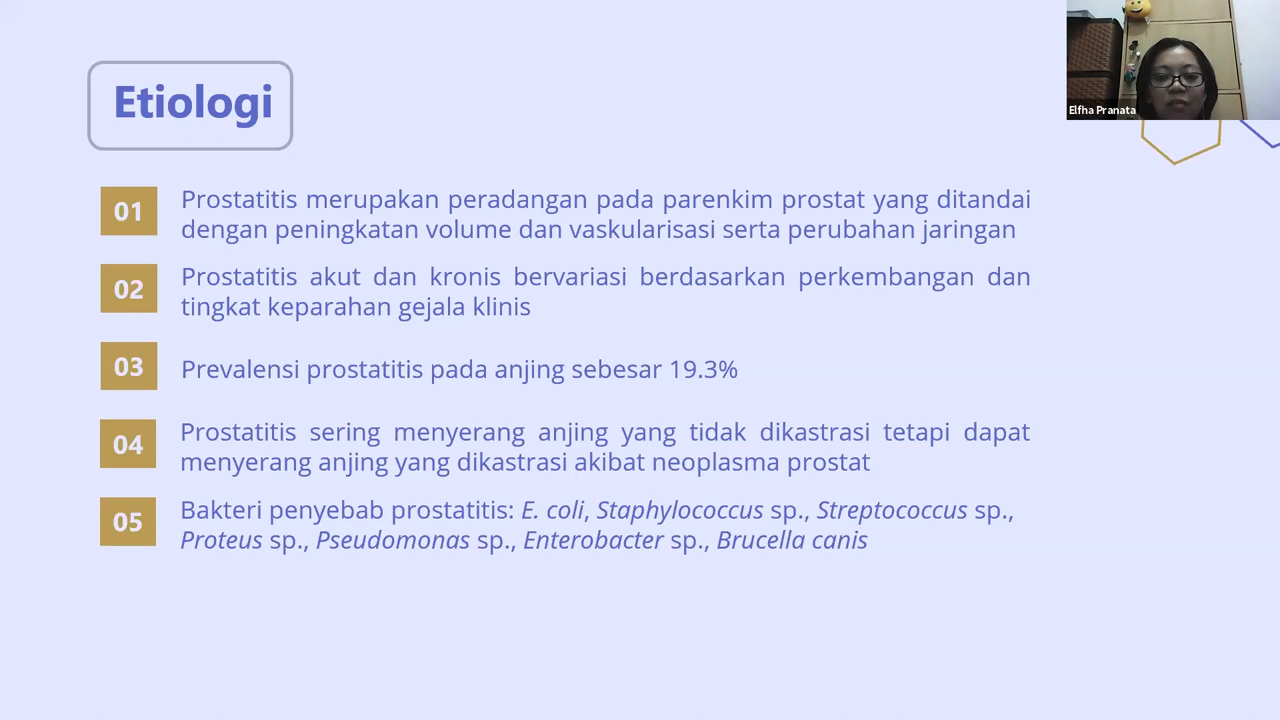 Etiologi
Elfha Pranata
01
Prostatitis merupakan peradangan pada parenkim prostat yang ditandai
dengan peningkatan volume dan vaskularisasi serta perubahan jaringan
02
Prostatitis akut dan kronis bervariasi berdasarkan perkembangan dan
tingkat keparahan gejala klinis
03
Prevalensi prostatitis pada anjing sebesar 19.3%
04
Prostatitis sering menyerang anjing yang tidak dikastrasi tetapi dapat
menyerang anjing yang dikastrasi akibat neoplasma prostat
05
Bakteri penyebab prostatitis: E. coli, Staphylococcus sp., Streptococcus sp.,
Proteus sp., Pseudomonas sp., Enterobacter sp., Brucella canis